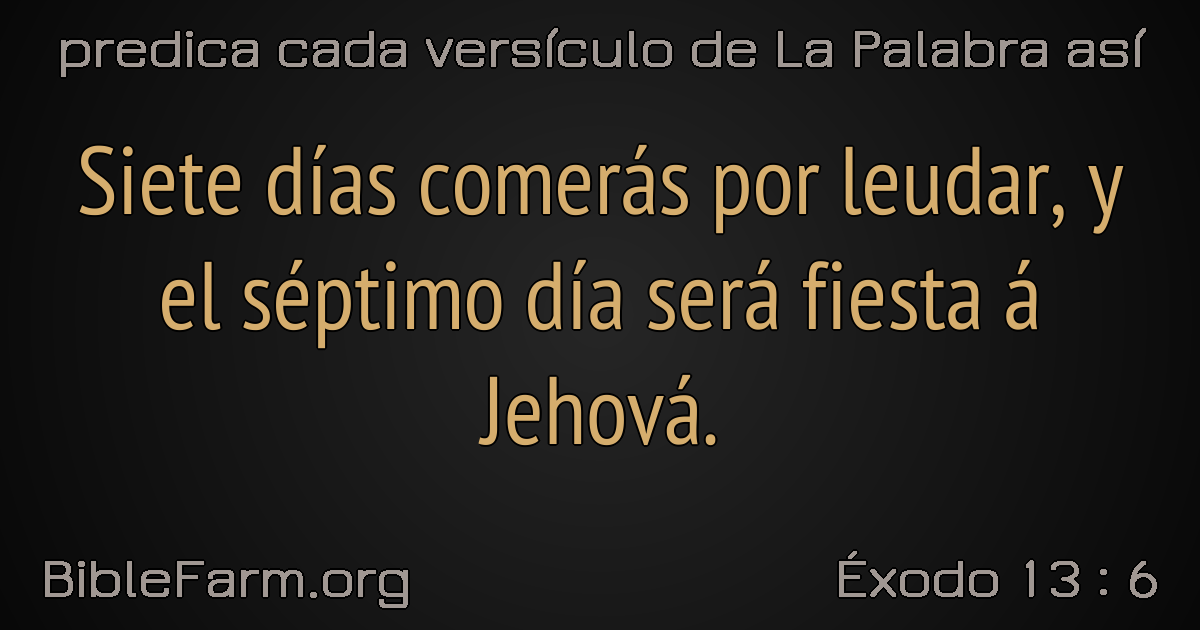 predica cada versículo de La Palabra así
Siete días comerás por leudar, y
el séptimo día será fiesta á
Jehová.
BibleFarm.org
Éxodo 13 : 6